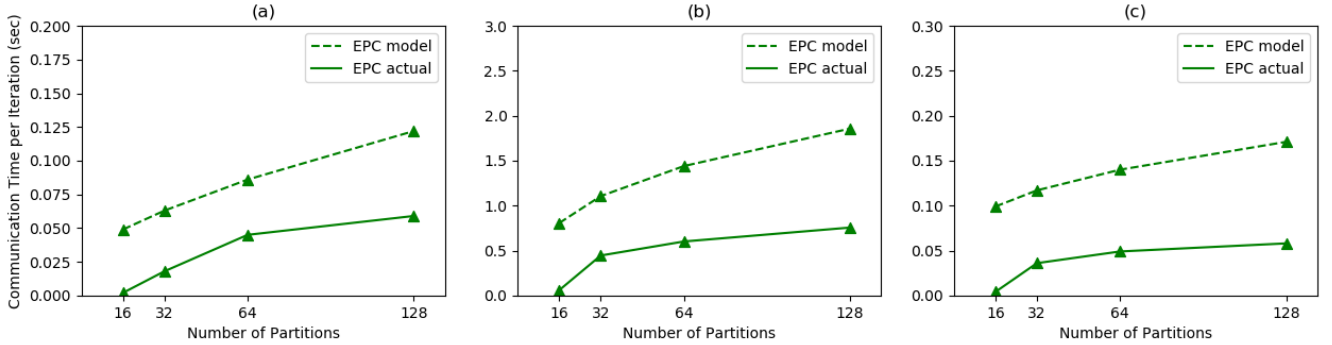 (a)
Communication Time per Iteration (sec)
0.200
0.175
0.150
0.125
0.100
0.075
0.050
0.025
0.000
EPC model
EPC actual
16 32 64 128
Number of Partitions
(b)
3.0
2.5
2.0
1.5
1.0
0.5
0.0
EPC model
EPC actual
16 32 64 128
Number of Partitions
(c)
0.30
0.25
0.20
0.15
0.10
0.05
0.00
EPC model
EPC actual
16 32 64 128
Number of Partitions